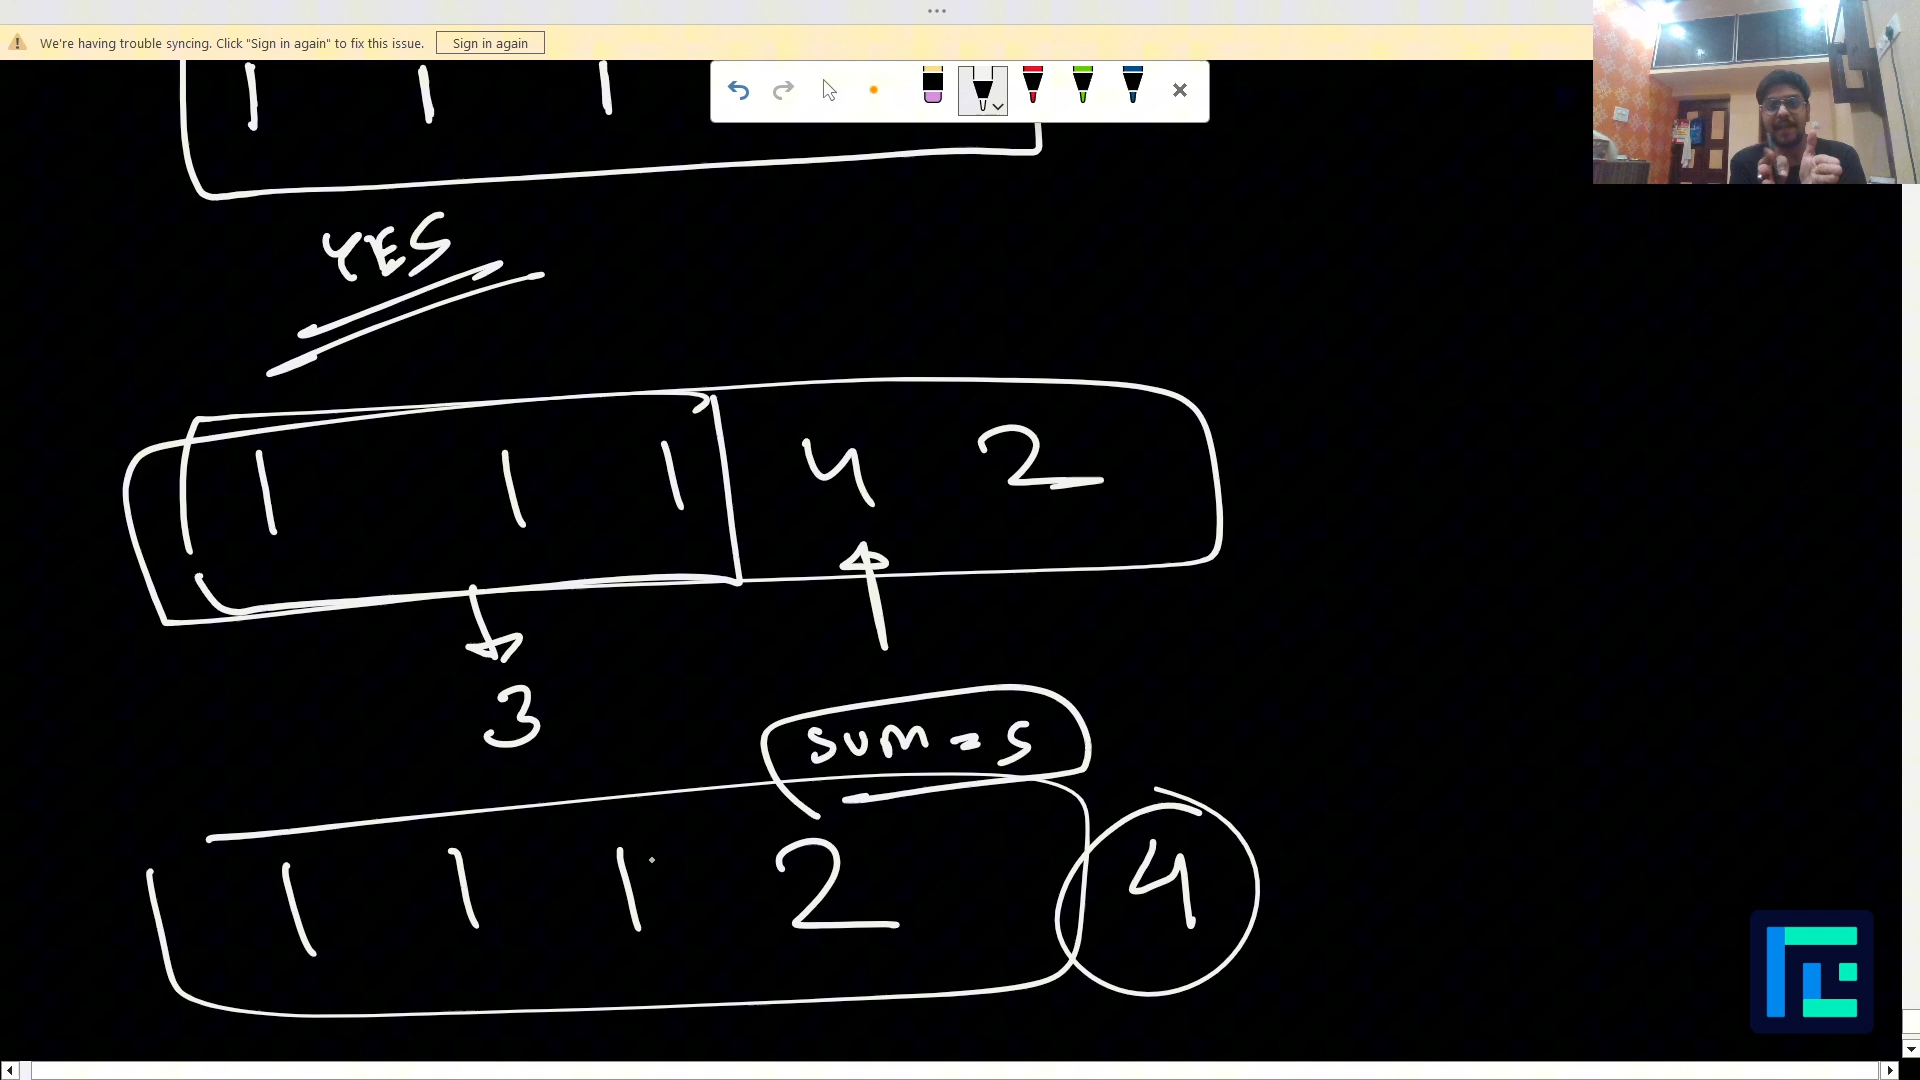 We're having trouble syncing. Click "Sign in again" to fix this issue. Sign in again
1 1 1
YES
1 1 1 4 2
3
sum = 5
1 1 1 2 4